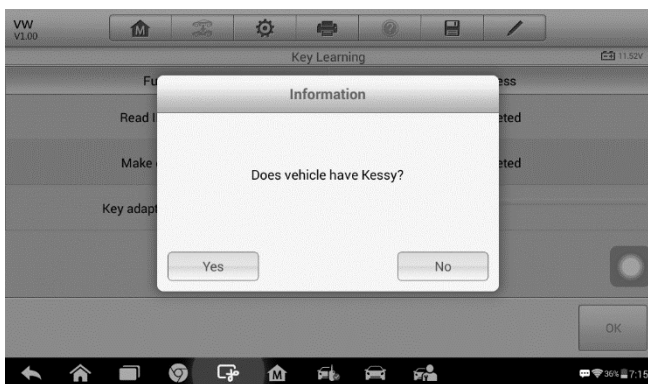 VW
V1.00
Key Learning
11.52V
Fu
ess
Information
Read I
eted
Make
eted
Does vehicle have Kessy?
Key adapt
Yes
No
OK
36%
7:15